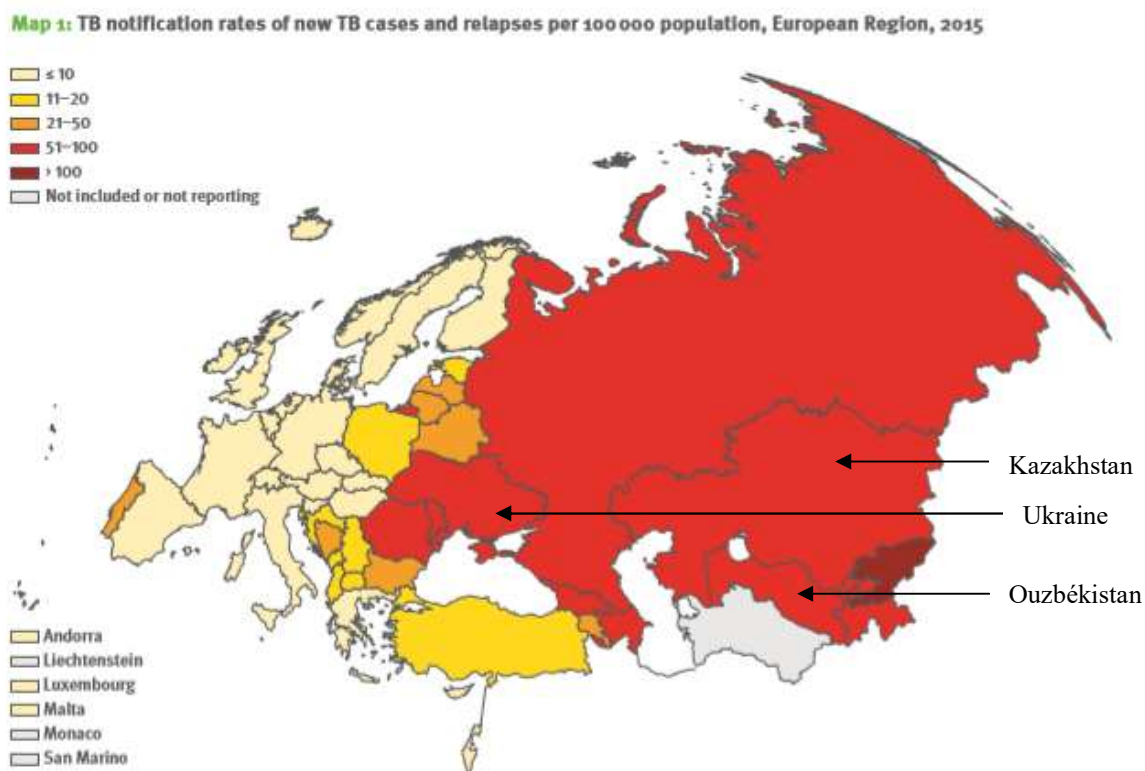 Map 1: TB notification rates of new TB cases and relapses per 100 000 population, European Region, 2015
≤ 10
11–20
21–50
51–100
> 100
Not included or not reporting
Kazakhstan
Ukraine
Ouzbékistan
Andorra
Liechtenstein
Luxembourg
Malta
Monaco
San Marino